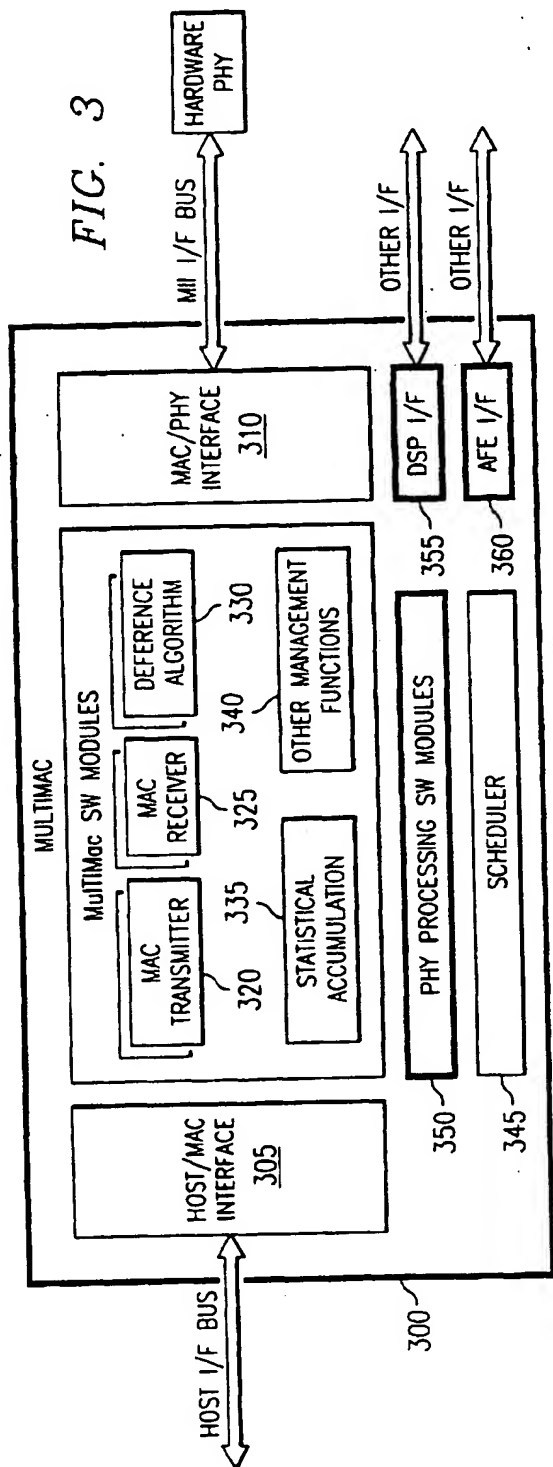 FIG. 3
MULTIMAC
HOST I/F BUS
HOST/MAC
INTERFACE
305
MulTIMac SW MODULES
MAC
TRANSMITTER
320
MAC
RECEIVER
325
DEFERENCE
ALGORITHM
330
STATISTICAL
ACCUMULATION
335
OTHER MANAGEMENT
FUNCTIONS
340
MAC/PHY
INTERFACE
310
MII I/F BUS
HARDWARE
PHY
PHY PROCESSING SW MODULES
350
DSP I/F
355
OTHER I/F
SCHEDULER
345
AFE I/F
360
OTHER I/F
300